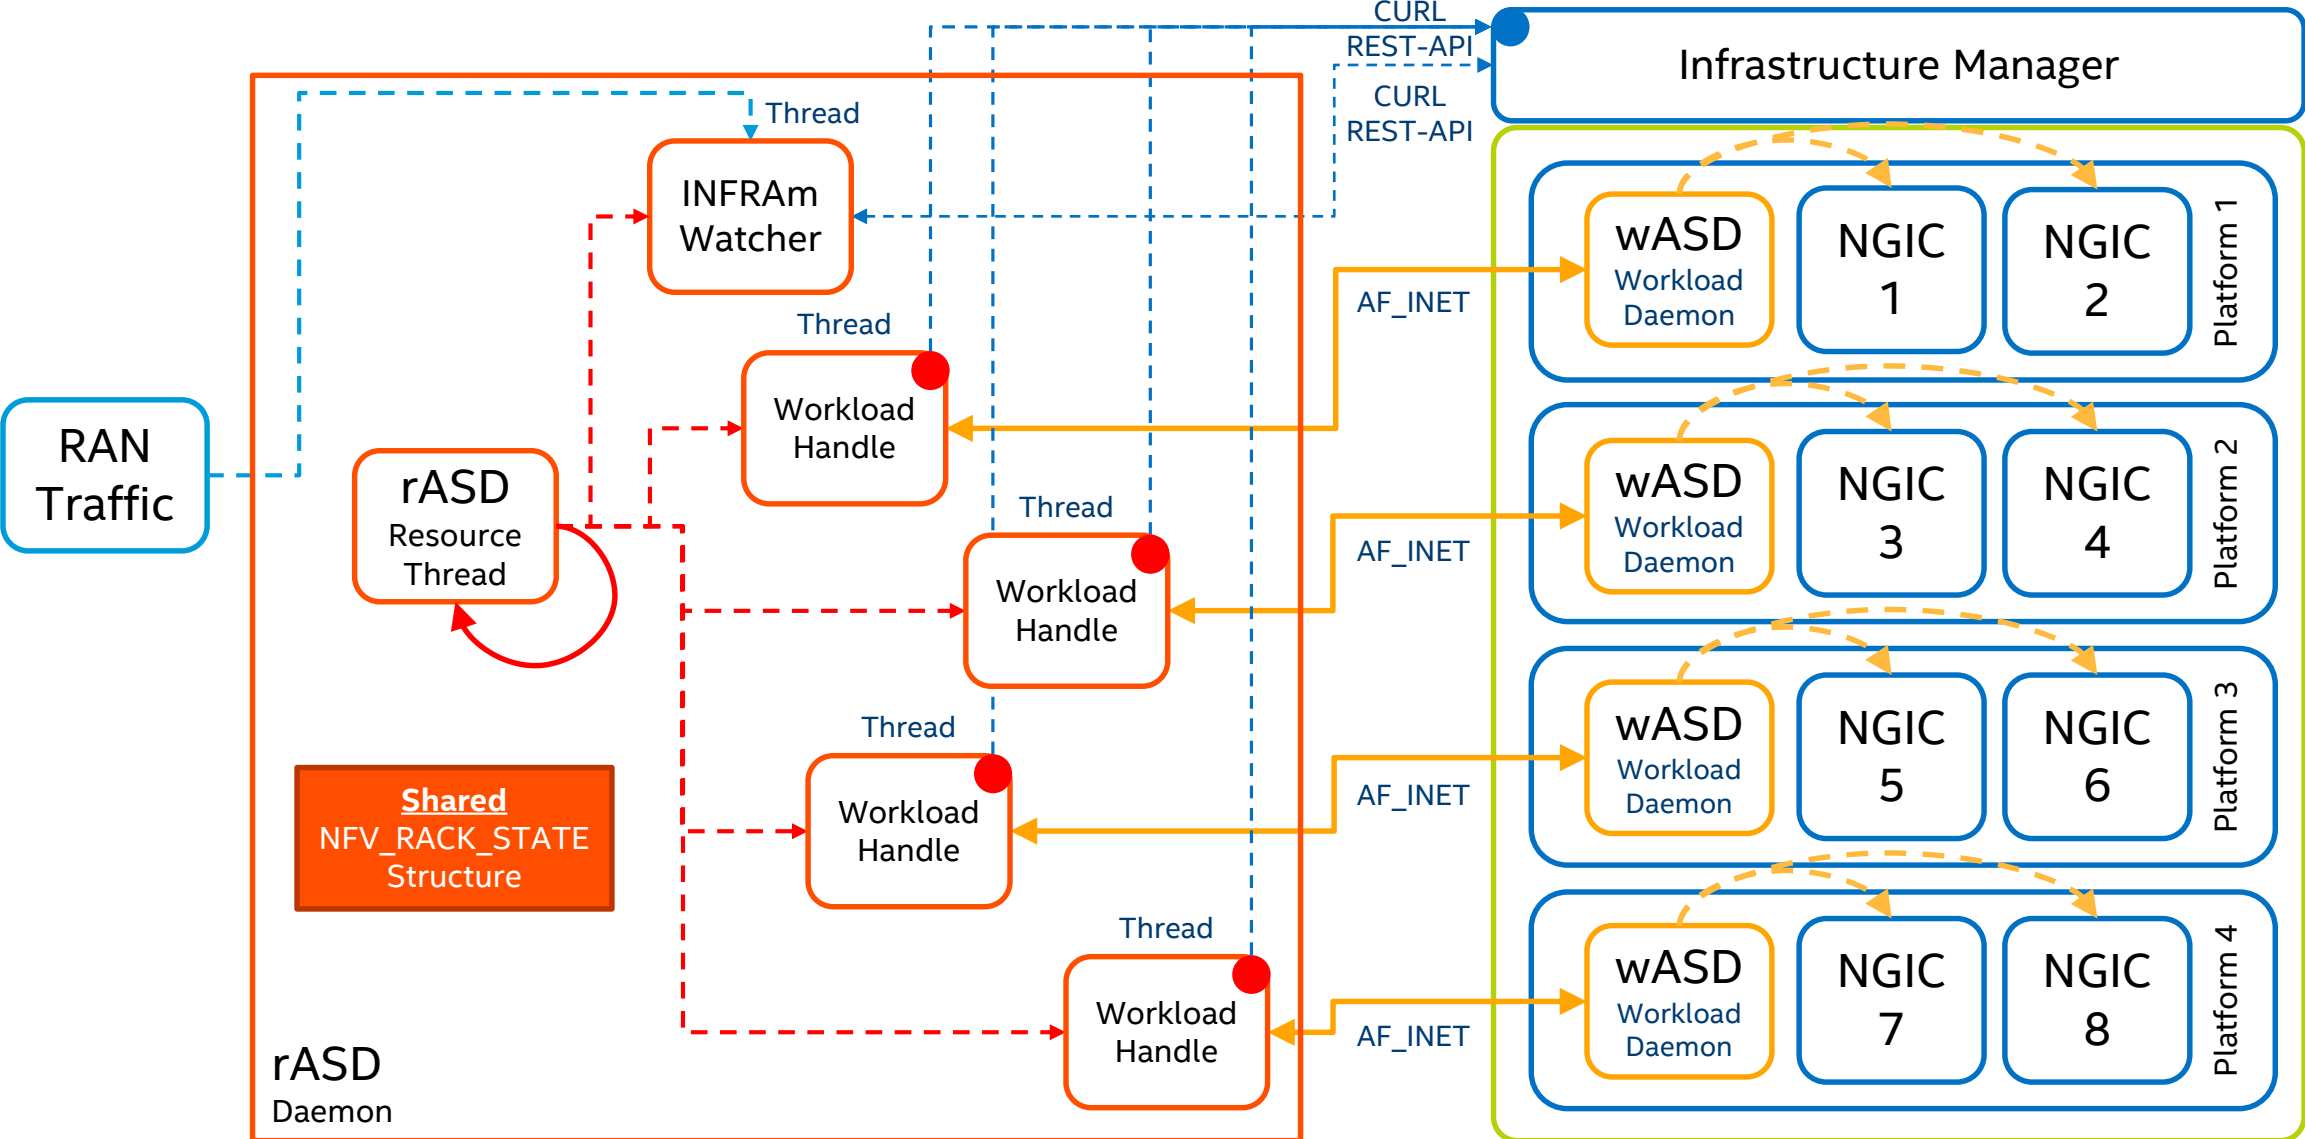 CURL
REST-API
CURL
REST-API
Infrastructure Manager
Thread
INFRAm
Watcher
Thread
Workload
Handle
Thread
Workload
Handle
Thread
Workload
Handle
Thread
Workload
Handle
RAN
Traffic
rASD
Resource
Thread
Shared
NFV_RACK_STATE
Structure
rASD
Daemon
AF_INET
AF_INET
AF_INET
AF_INET
wASD
Workload
Daemon
NGIC
1
NGIC
2
Platform 1
wASD
Workload
Daemon
NGIC
3
NGIC
4
Platform 2
wASD
Workload
Daemon
NGIC
5
NGIC
6
Platform 3
wASD
Workload
Daemon
NGIC
7
NGIC
8
Platform 4